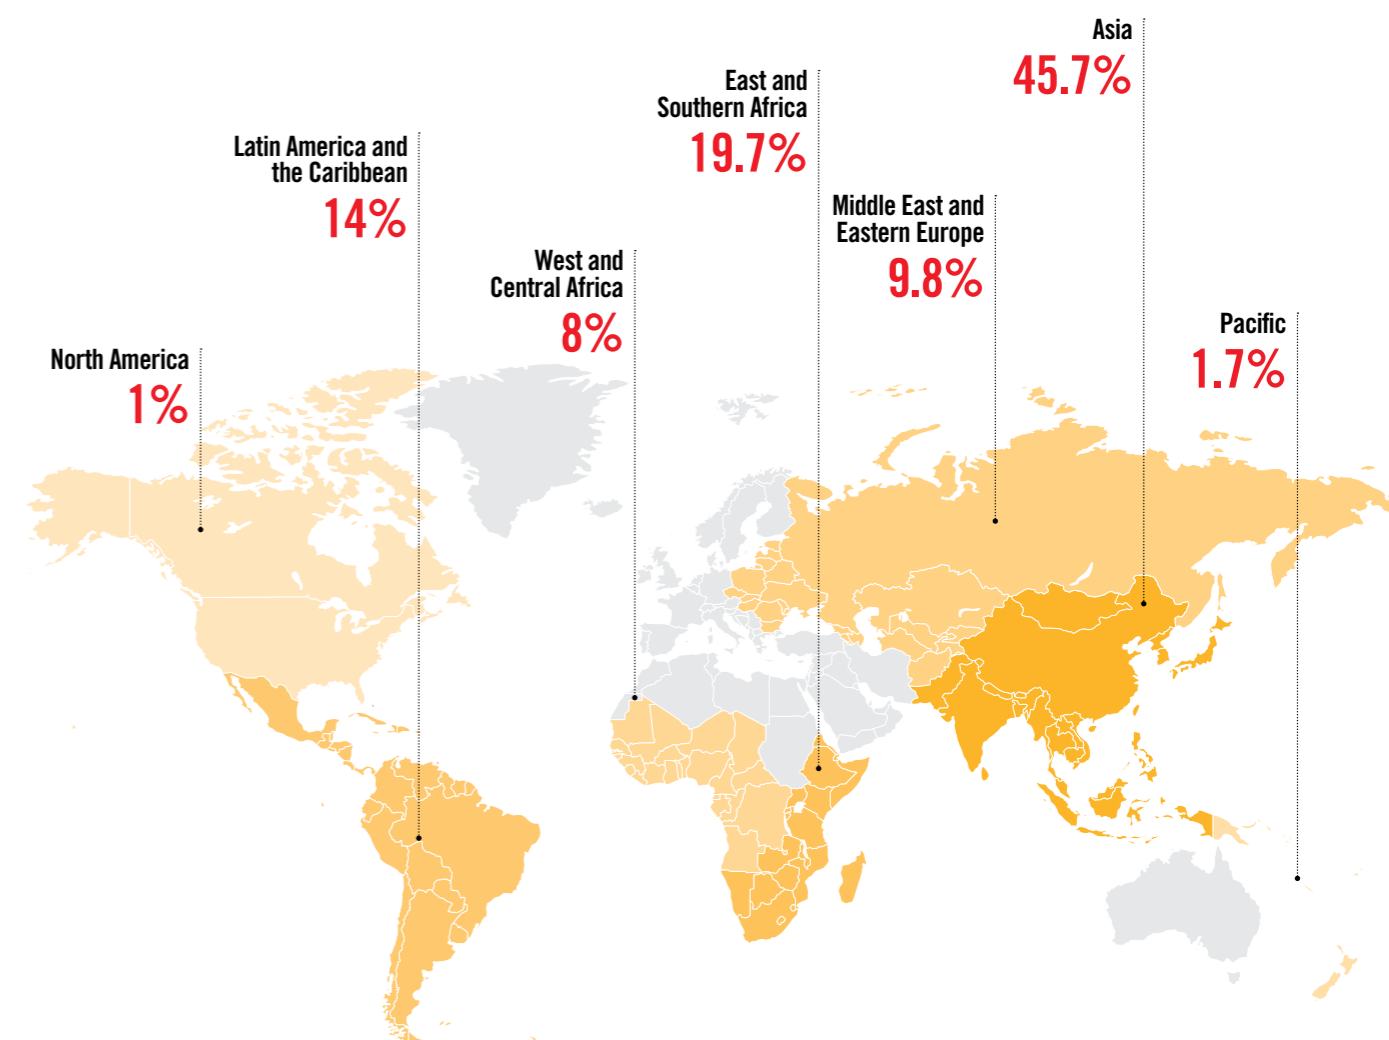 Asia
45.7%
East and
Southern Africa
19.7%
Latin America and
the Caribbean
14%
Middle East and
Eastern Europe
9.8%
West and
Central Africa
8%
Pacific
1.7%
North America
1%